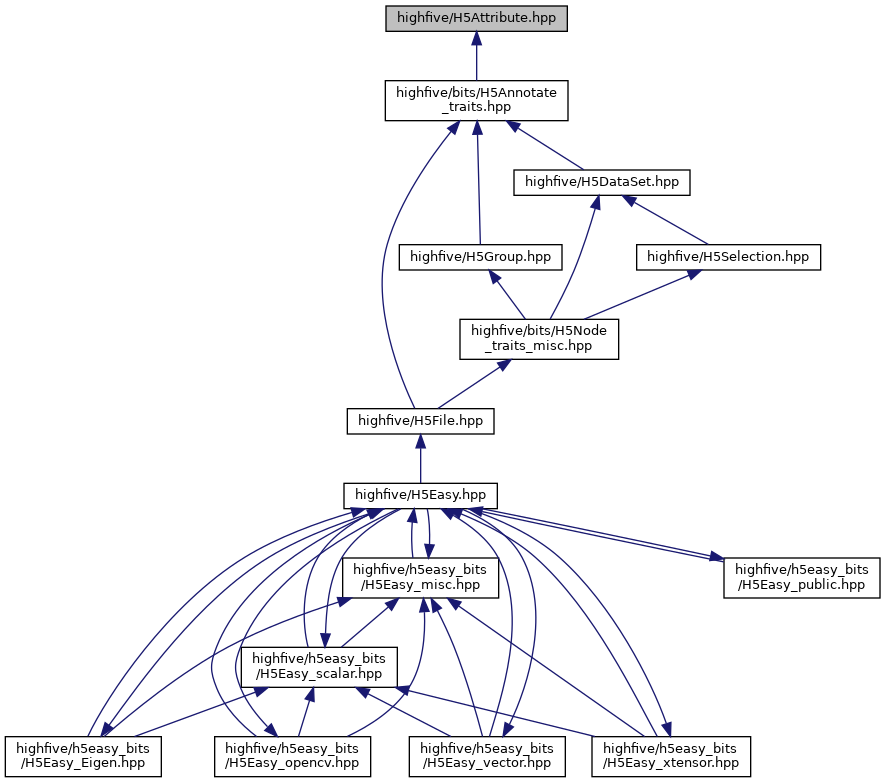 highfive/H5Attribute.hpp
highfive/bits/H5Annotate
_traits.hpp
highfive/H5DataSet.hpp
highfive/H5Group.hpp
highfive/H5Selection.hpp
highfive/bits/H5Node
_traits_misc.hpp
highfive/H5File.hpp
highfive/H5Easy.hpp
highfive/h5easy_bits
/H5Easy_misc.hpp
highfive/h5easy_bits
/H5Easy_public.hpp
highfive/h5easy_bits
/H5Easy_scalar.hpp
highfive/h5easy_bits
/H5Easy_Eigen.hpp
highfive/h5easy_bits
/H5Easy_opencv.hpp
highfive/h5easy_bits
/H5Easy_vector.hpp
highfive/h5easy_bits
/H5Easy_xtensor.hpp